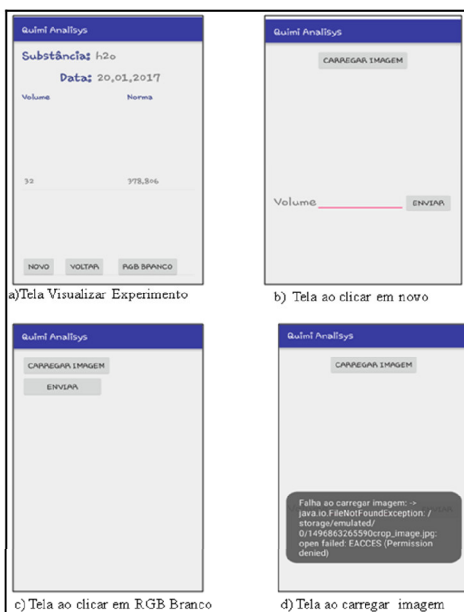 Quimi Analisys
Substância: h2o
Data: 20.01.2017
Volume Norma
32 378.806
NOVO VOLTAR RGB BRANCO
a)Tela Visualizar Experimento
Quimi Analisys
CARREGAR IMAGEM
Volume ENVIAR
b) Tela ao clicar em novo
Quimi Analisys
CARREGAR IMAGEM
ENVIAR
c) Tela ao clicar em RGB Branco
Quimi Analisys
CARREGAR IMAGEM
Falha ao carregar imagem: ->
java.io.FileNotFoundException: /
storage/emulated/
0/1496863265590crop_image.jpg:
open failed: EACCES (Permission
denied)
d) Tela ao carregar imagem